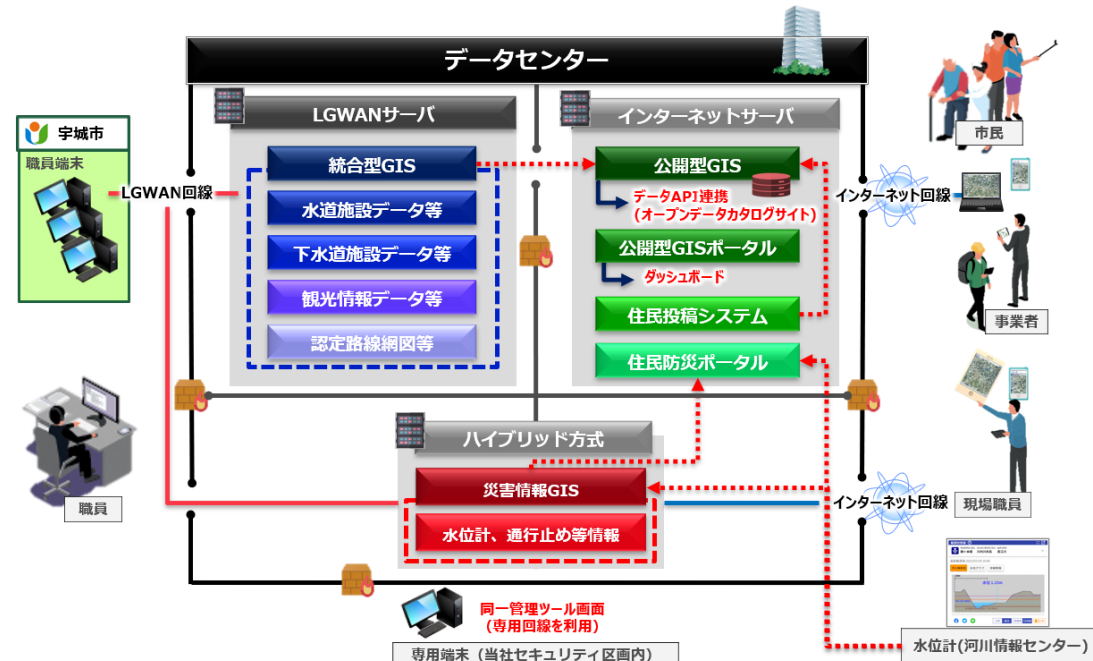 データセンター
LGWANサーバ
インターネットサーバ
宇城市
職員端末
LGWAN回線
統合型GIS
水道施設データ等
下水道施設データ等
観光情報データ等
認定路線網図等
公開型GIS
データAPI連携
(オープンデータカタログサイト)
公開型GISポータル
ダッシュボード
住民投稿システム
住民防災ポータル
市民
インターネット回線
事業者
ハイブリッド方式
災害情報GIS
水位計、通行止め等情報
職員
インターネット回線
現場職員
同一管理ツール画面
(専用回線を利用)
専用端末（当社セキュリティ区画内）
水位計(河川情報センター)